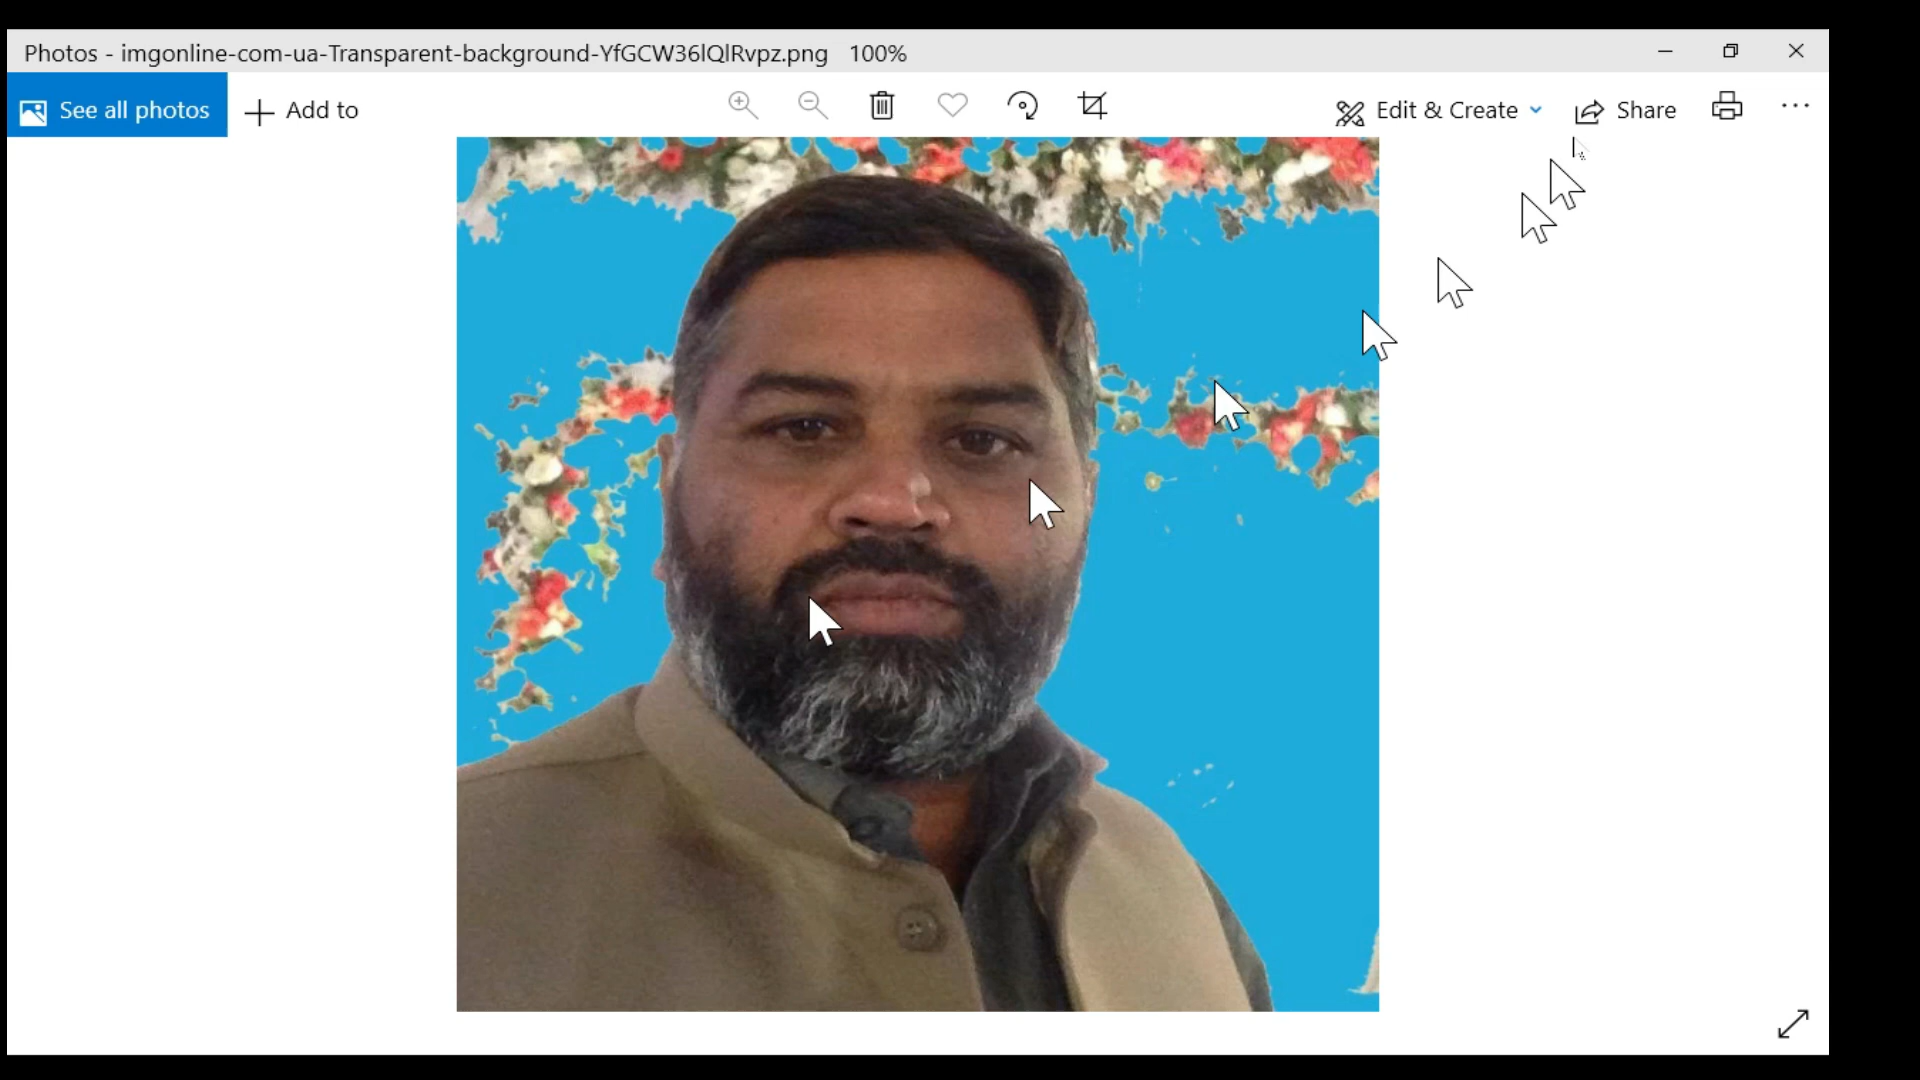 Photos - imgonline-com-ua-Transparent-background-YfGCW36lQlRvpz.png 100%
See all photos
Add to
Edit & Create
Share